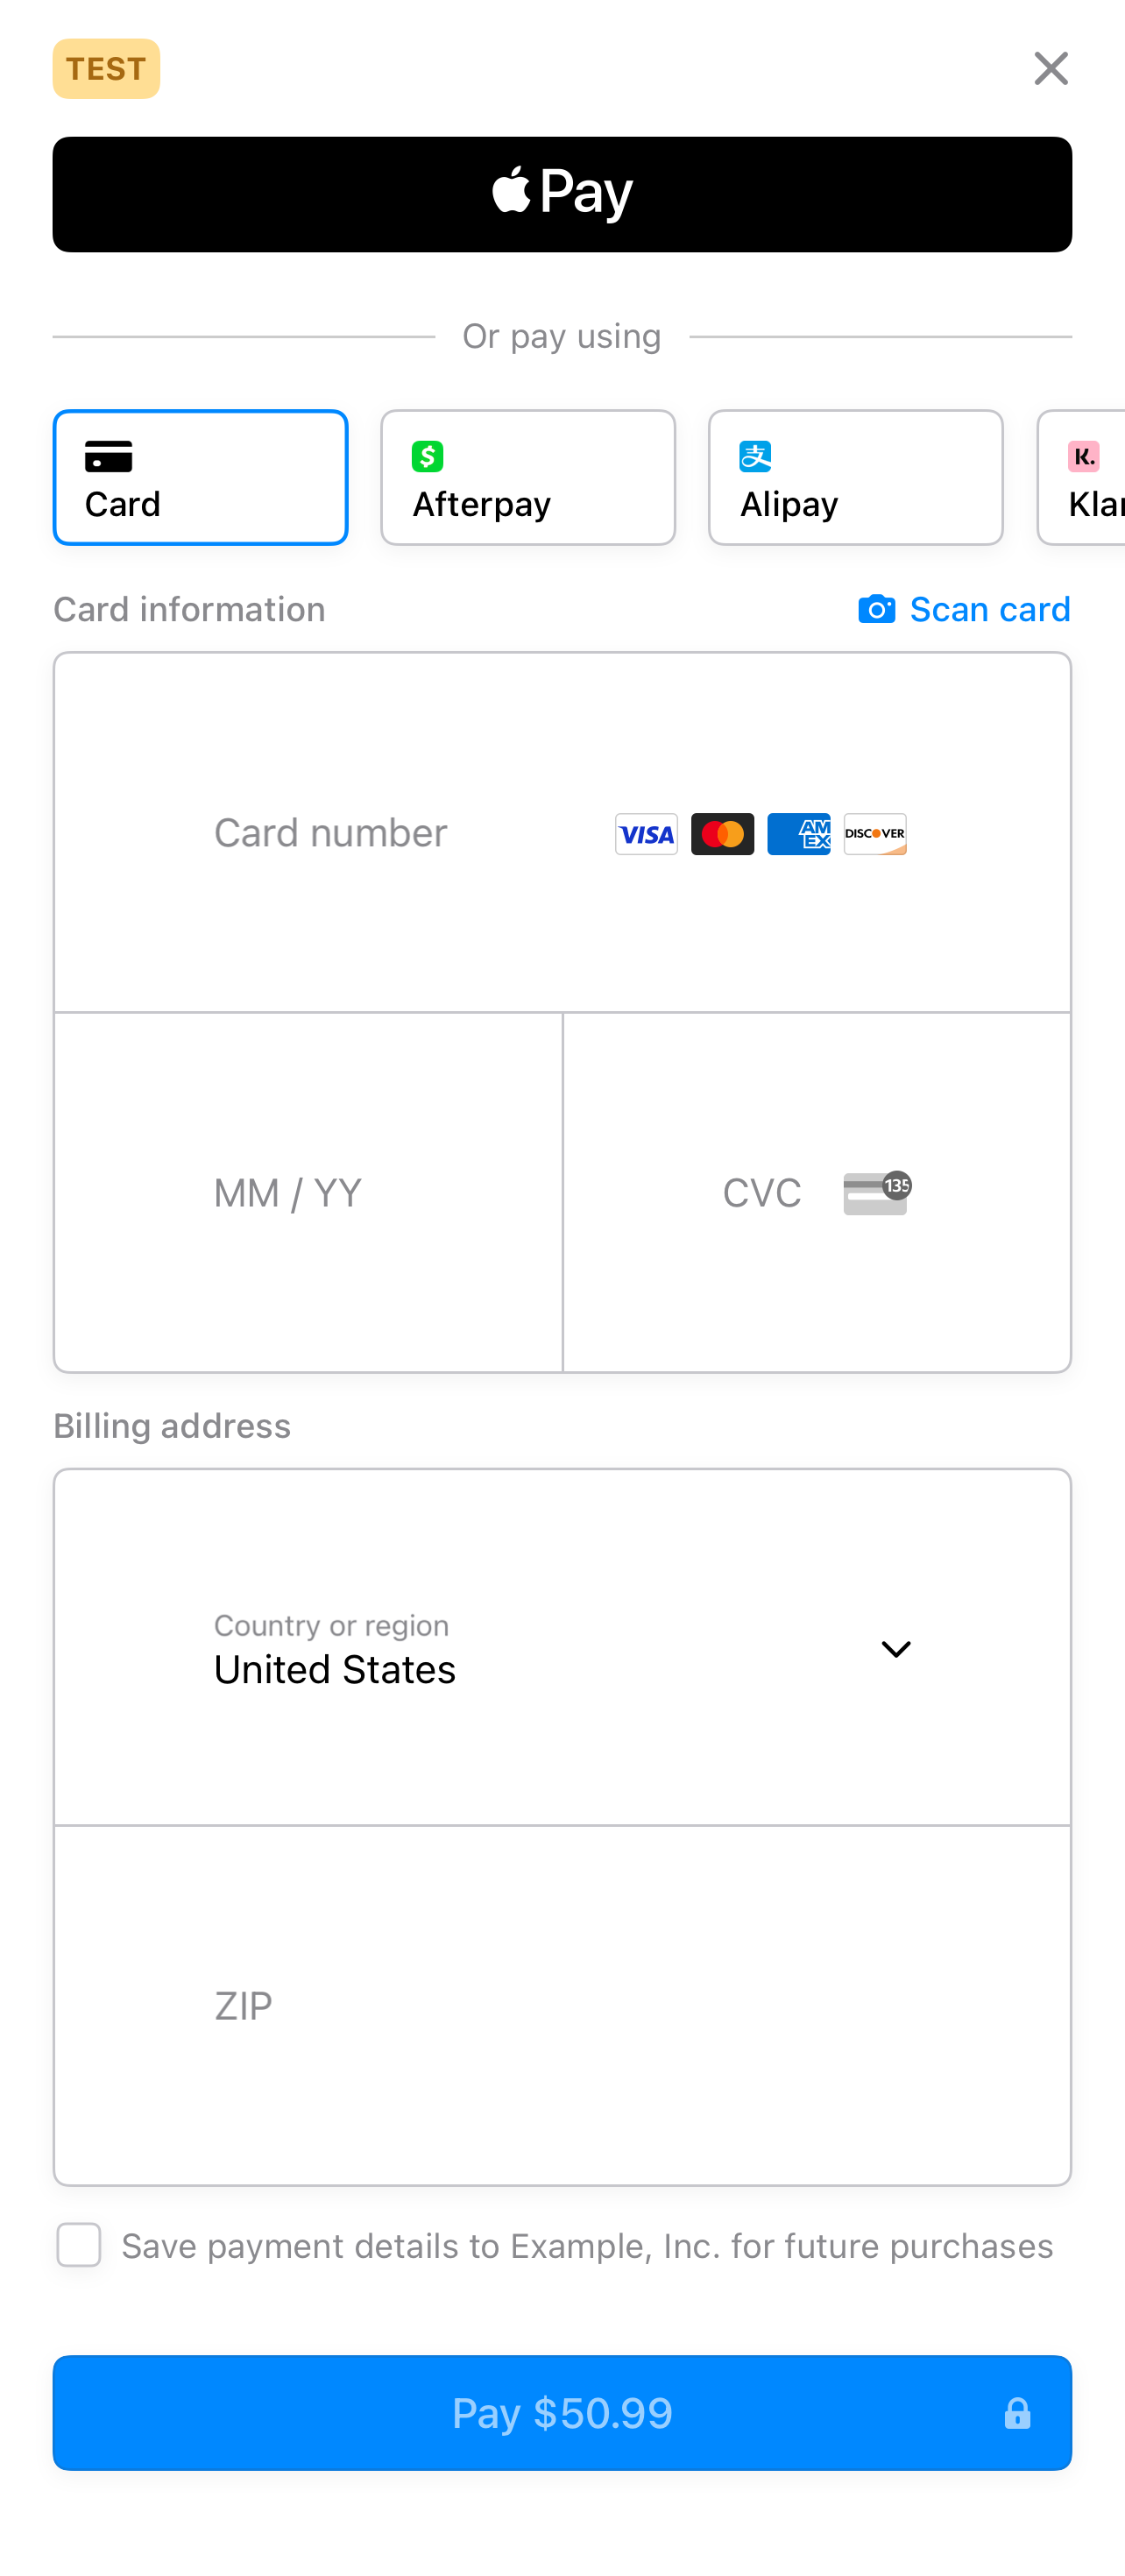 TEST
Pay
Or pay using
Card
Afterpay
Alipay
K.
Klar
Card information
Scan card
Card number
VISA
AM
EX
DISCOVER
MM / YY
CVC
135
Billing address
Country or region
United States
ZIP
Save payment details to Example, Inc. for future purchases
Pay $50.99